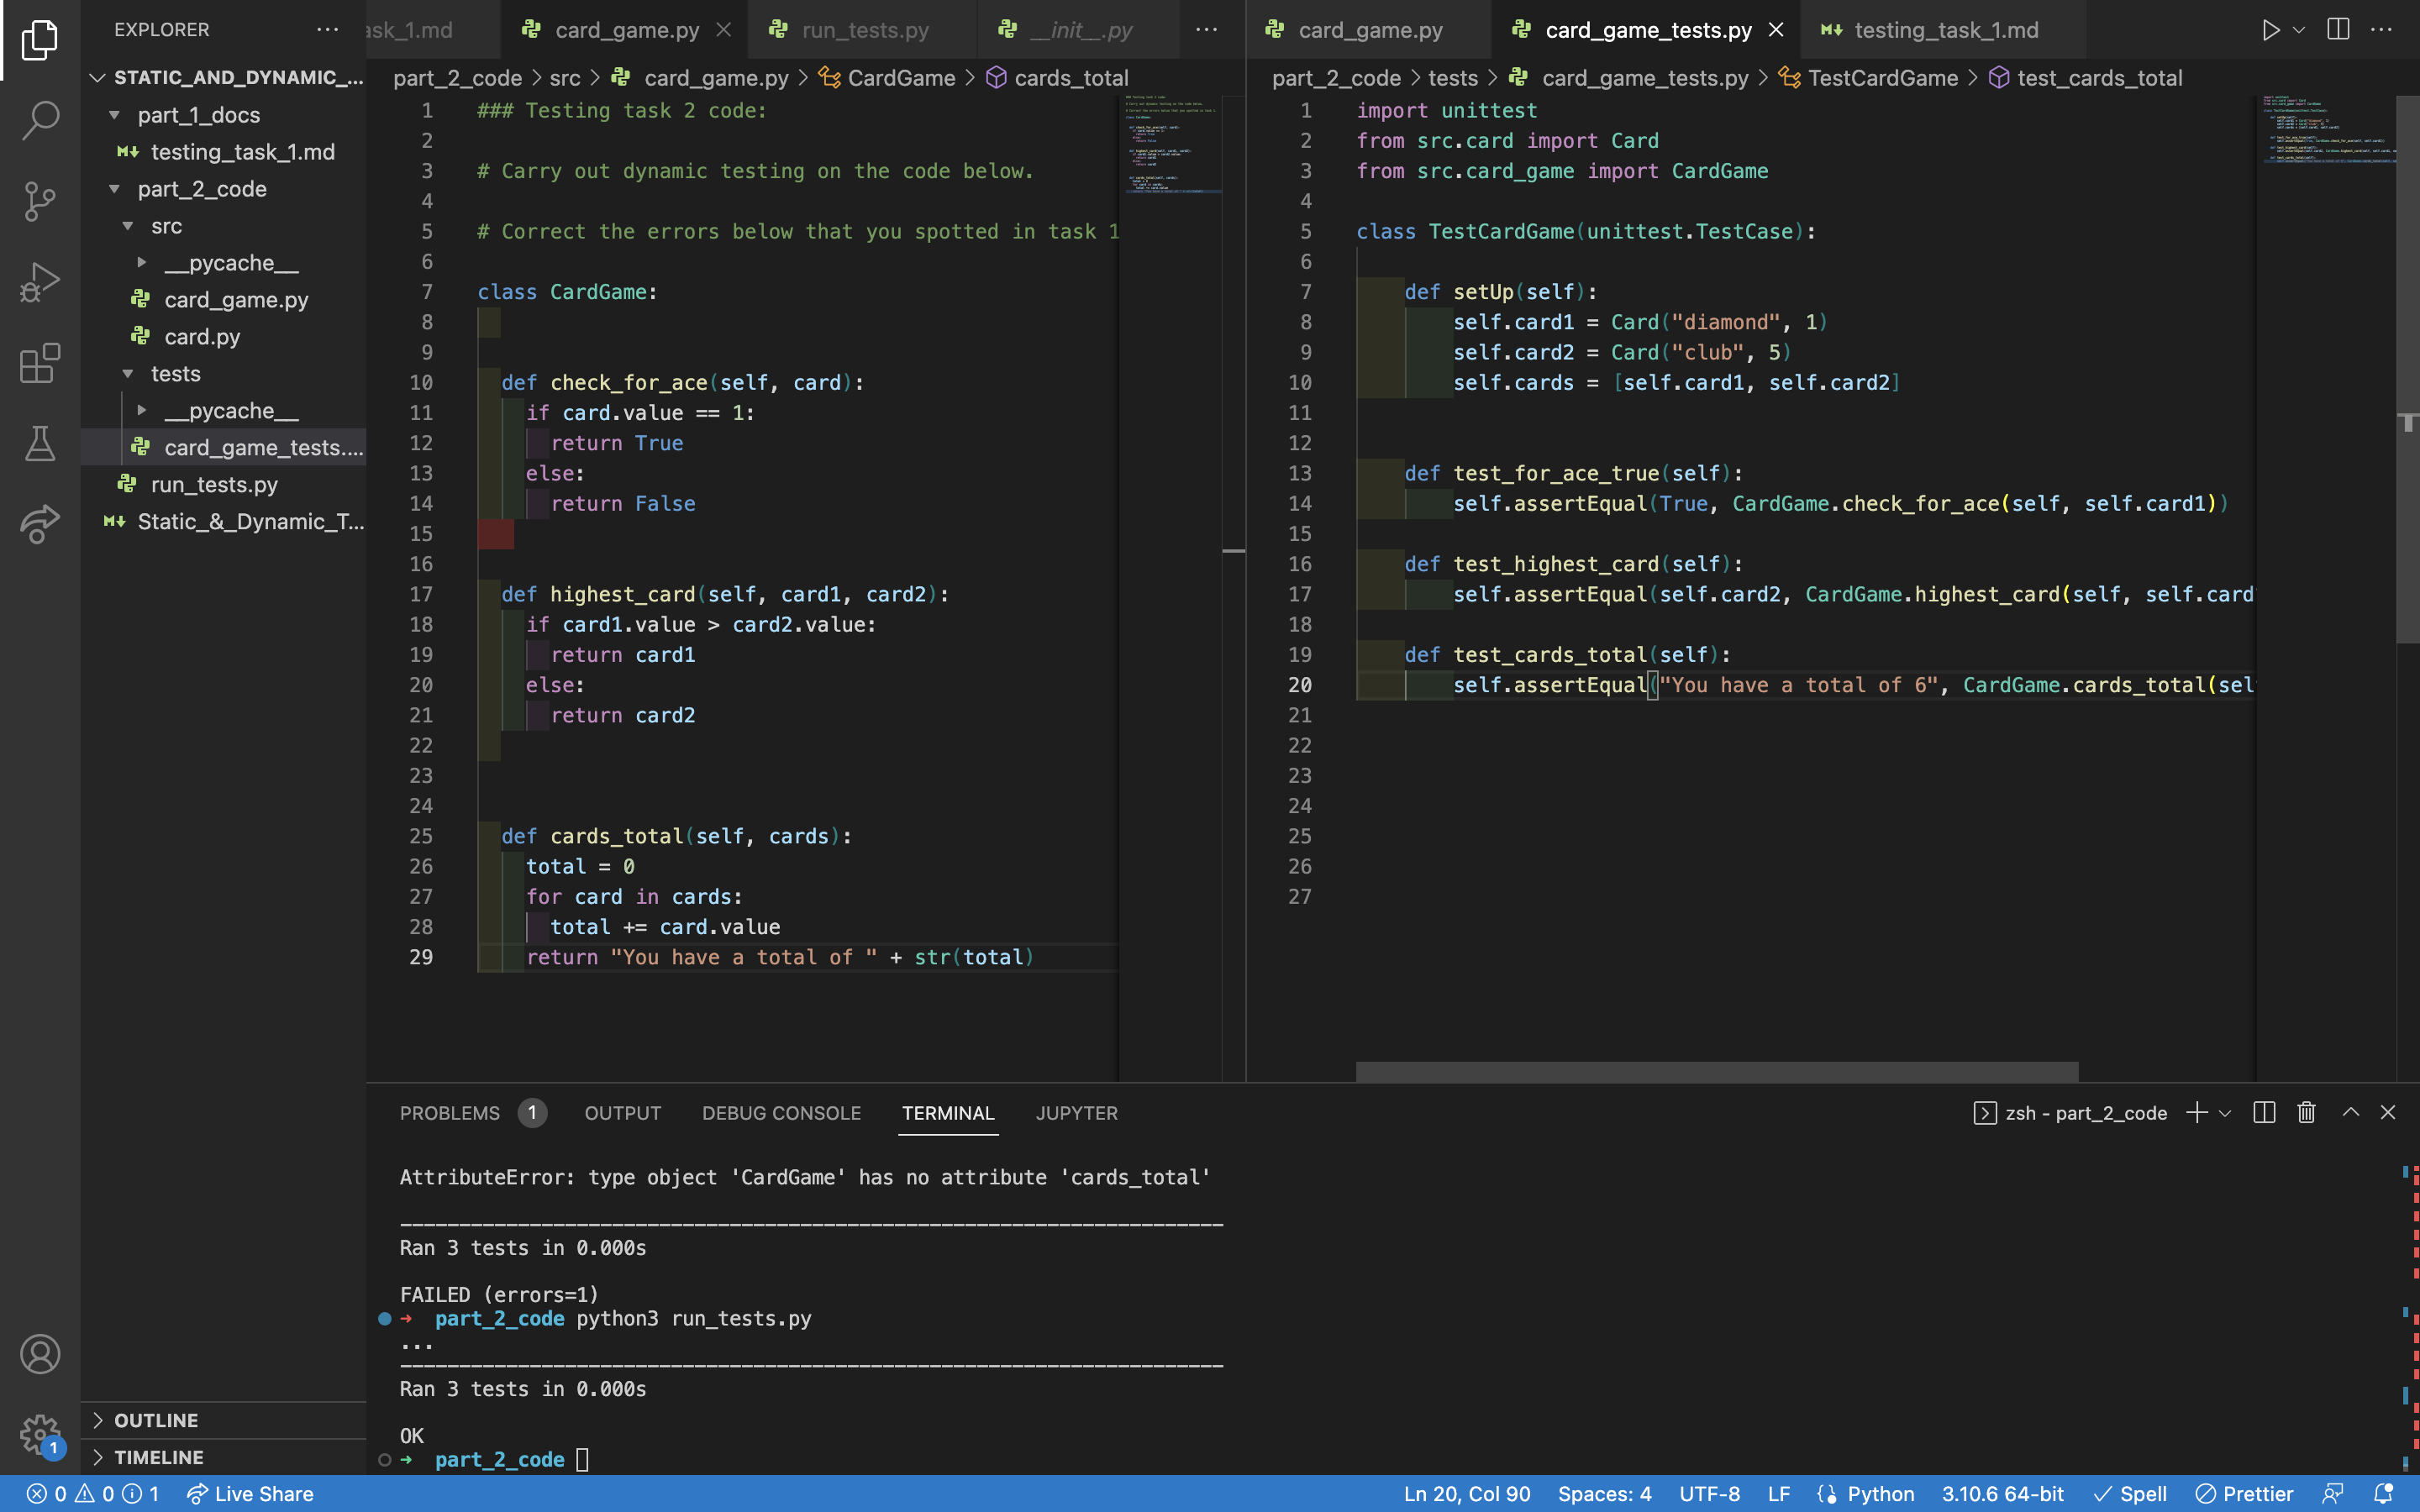 EXPLORER
STATIC_AND_DYNAMIC_...
part_1_docs
testing_task_1.md
part_2_code
src
__pycache__
card_game.py
card.py
tests
__pycache__
card_game_tests....
run_tests.py
Static_&_Dynamic_T...
OUTLINE
TIMELINE
ask_1.md
card_game.py
run_tests.py
__init__.py
part_2_code > src > card_game.py > CardGame > cards_total
1 ### Testing task 2 code:
2
3 # Carry out dynamic testing on the code below.
4
5 # Correct the errors below that you spotted in task 1
6
7 class CardGame:
8
9
10 def check_for_ace(self, card):
11 if card.value == 1:
12 return True
13 else:
14 return False
15
16
17 def highest_card(self, card1, card2):
18 if card1.value > card2.value:
19 return card1
20 else:
21 return card2
22
23
24
25 def cards_total(self, cards):
26 total = 0
27 for card in cards:
28 total += card.value
29 return "You have a total of " + str(total)
card_game.py
card_game_tests.py
testing_task_1.md
part_2_code > tests > card_game_tests.py > TestCardGame > test_cards_total
1 import unittest
2 from src.card import Card
3 from src.card_game import CardGame
4
5 class TestCardGame(unittest.TestCase):
6
7 def setUp(self):
8 self.card1 = Card("diamond", 1)
9 self.card2 = Card("club", 5)
10 self.cards = [self.card1, self.card2]
11
12
13 def test_for_ace_true(self):
14 self.assertEqual(True, CardGame.check_for_ace(self, self.card1))
15
16 def test_highest_card(self):
17 self.assertEqual(self.card2, CardGame.highest_card(self, self.card
18
19 def test_cards_total(self):
20 self.assertEqual("You have a total of 6", CardGame.cards_total(sel
21
22
23
24
25
26
27
PROBLEMS 1 OUTPUT DEBUG CONSOLE TERMINAL JUPYTER
zsh - part_2_code
AttributeError: type object 'CardGame' has no attribute 'cards_total'
----------------------------------------------------------------------
Ran 3 tests in 0.000s
FAILED (errors=1)
➜ part_2_code python3 run_tests.py
...
----------------------------------------------------------------------
Ran 3 tests in 0.000s
OK
➜ part_2_code
1
0 0 1 Live Share
Ln 20, Col 90 Spaces: 4 UTF-8 LF Python 3.10.6 64-bit Spell Prettier